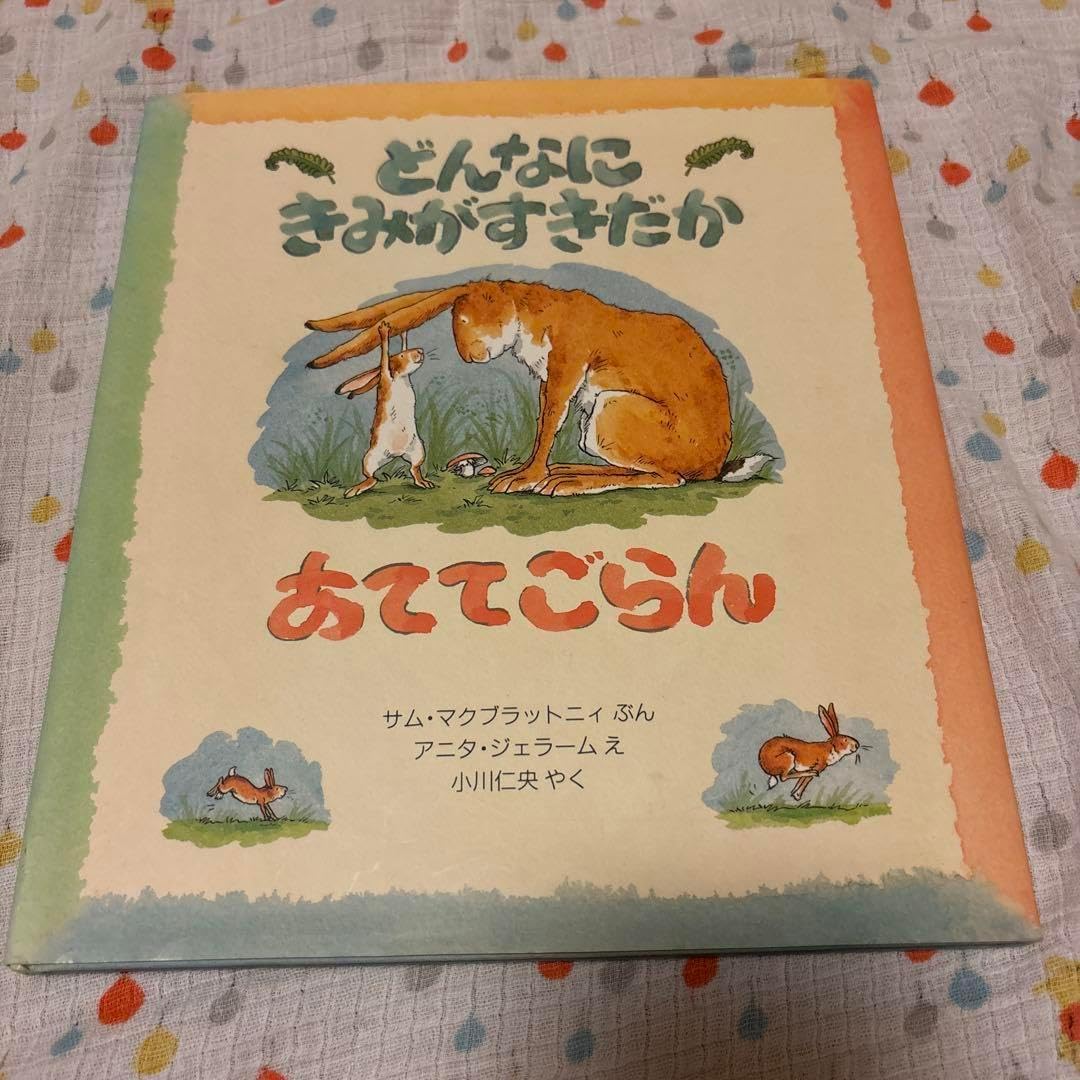 どんなに
きみがすきだか
あててごらん
サム・マクブラットニィ ぶん
アニタ・ジェラーム え
小川仁央 やく